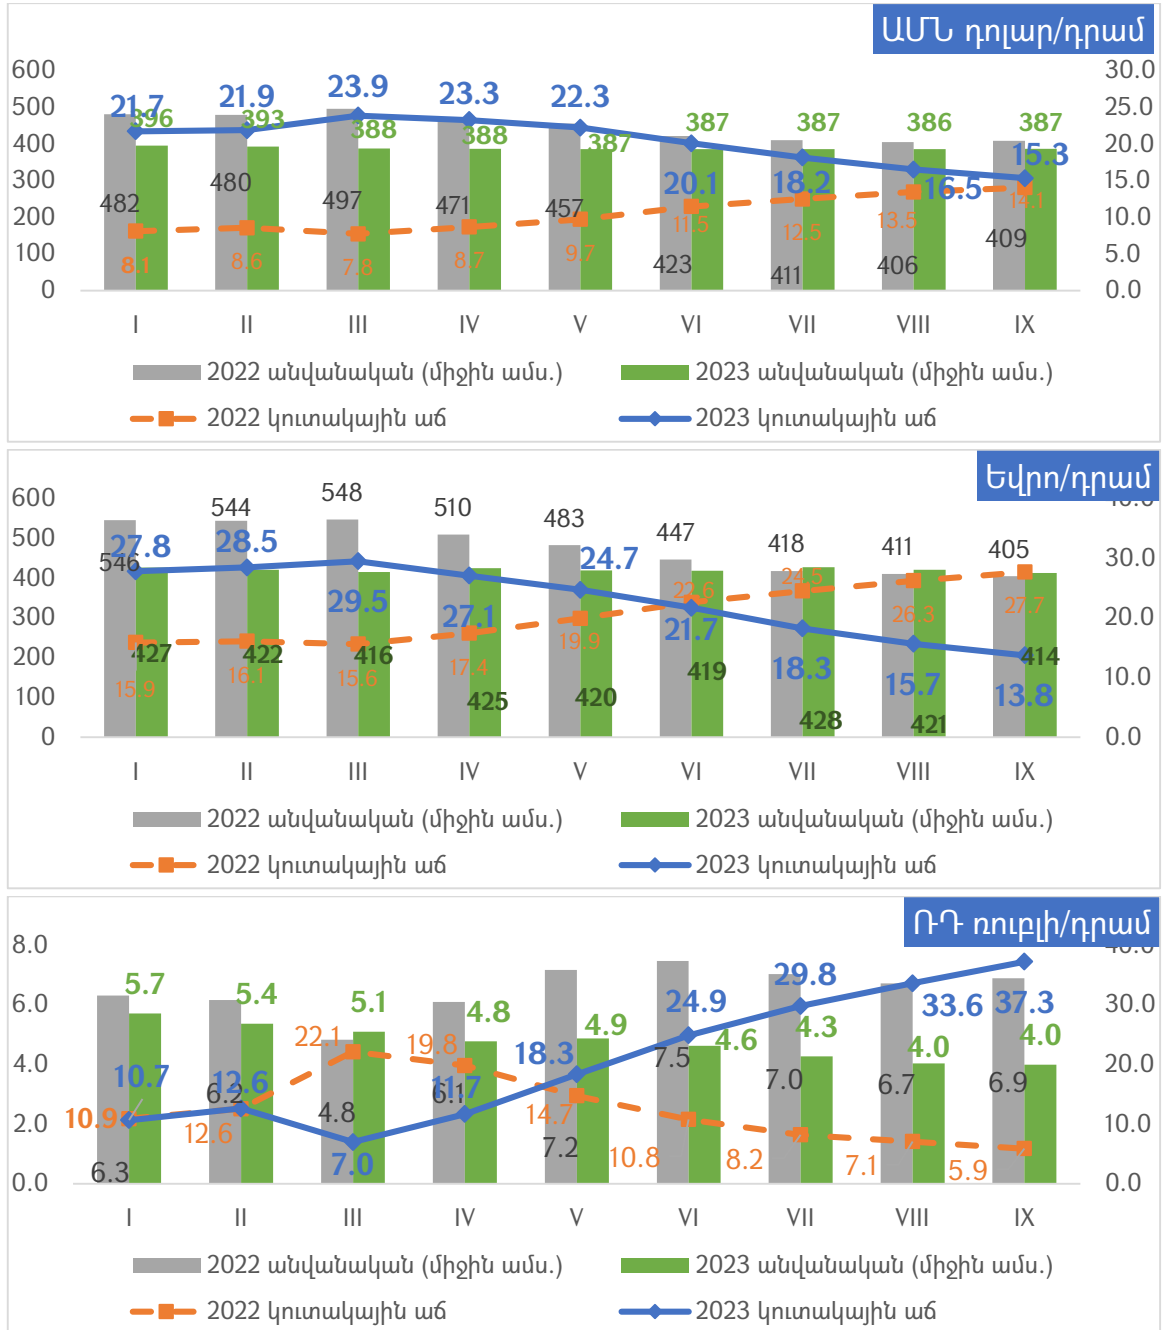 ԱՄՆ դոլար/դրամ
600 30.0
500 25.0
400 20.0
300 15.0
200 10.0
100 5.0
0 0.0
21.7 21.9 23.9 23.3 22.3 20.1 18.2 16.5 15.3
396 393 388 388 387 387 387 386 387
482 480 497 471 457 423 411 406 409
8.1 8.6 7.8 8.7 9.7 11.5 12.5 13.5 14.1
I II III IV V VI VII VIII IX
2022 անվանական (միջին ամս.) 2023 անվանական (միջին ամս.)
2022 կուտակային աճ 2023 կուտակային աճ
Եվրո/դրամ
600
500
400 30.0
300 20.0
200
100 10.0
0 0.0
546 544 548 510 483 447 418 411 405
27.8 28.5 29.5 27.1 24.7 21.7 18.3 15.7 13.8
427 422 416 425 420 419 428 421 414
15.9 16.1 15.6 17.4 19.9 22.6 24.5 26.3 27.7
I II III IV V VI VII VIII IX
2022 անվանական (միջին ամս.) 2023 անվանական (միջին ամս.)
2022 կուտակային աճ 2023 կուտակային աճ
ՌԴ ռուբլի/դրամ
8.0
6.0 30.0
4.0 20.0
2.0 10.0
0.0 0.0
5.7 5.4 5.1 4.8 4.9 4.6 4.3 4.0 4.0
10.7 12.6 7.0 11.7 18.3 24.9 29.8 33.6 37.3
10.9 12.6 22.1 19.8 14.7 10.8 8.2 7.1 5.9
6.3 6.2 4.8 6.1 7.2 7.5 7.0 6.7 6.9
I II III IV V VI VII VIII IX
2022 անվանական (միջին ամս.) 2023 անվանական (միջին ամս.)
2022 կուտակային աճ 2023 կուտակային աճ